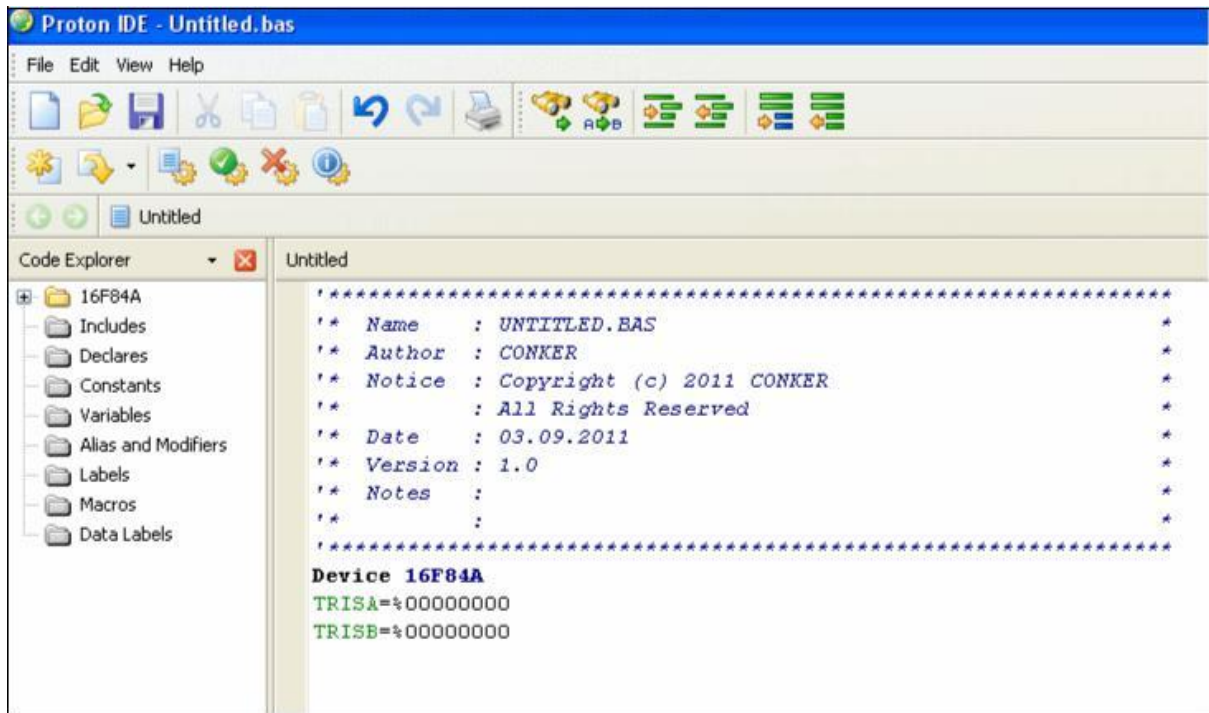 Proton IDE - Untitled.bas
File Edit View Help
A B
Untitled
Code Explorer
Untitled
16F84A
Includes
Declares
Constants
Variables
Alias and Modifiers
Labels
Macros
Data Labels
'****************************************************************
'*  Name    : UNTITLED.BAS                                      *
'*  Author  : CONKER                                            *
'*  Notice  : Copyright (c) 2011 CONKER                         *
'*          : All Rights Reserved                               *
'*  Date    : 03.09.2011                                        *
'*  Version : 1.0                                               *
'*  Notes   :                                                   *
'*          :                                                   *
'****************************************************************
Device 16F84A
TRISA=%00000000
TRISB=%00000000